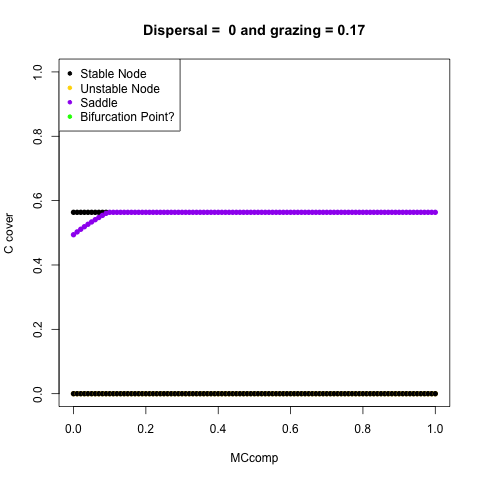 Dispersal =  0 and grazing = 0.17
Stable Node
Unstable Node
Saddle
Bifurcation Point?
C cover
1.0
0.8
0.6
0.4
0.2
0.0
0.0 0.2 0.4 0.6 0.8 1.0
MCcomp